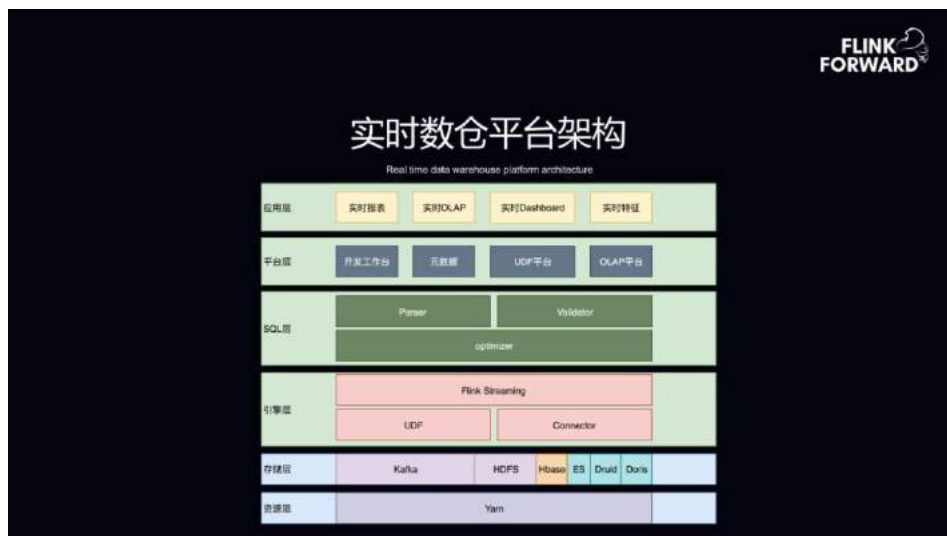 FLINK
FORWARD
实时数仓平台架构
Real time data warehouse platform architecture
应用层 实时报表 实时OLAP 实时Dashboard 实时特征
平台层 开发工作台 元数据 UDF平台 OLAP平台
SQL层 Parser Validator
optimizer
引擎层 Flink Streaming
UDF Connector
存储层 Kafka HDFS Hbase ES Druid Doris
资源层 Yarn